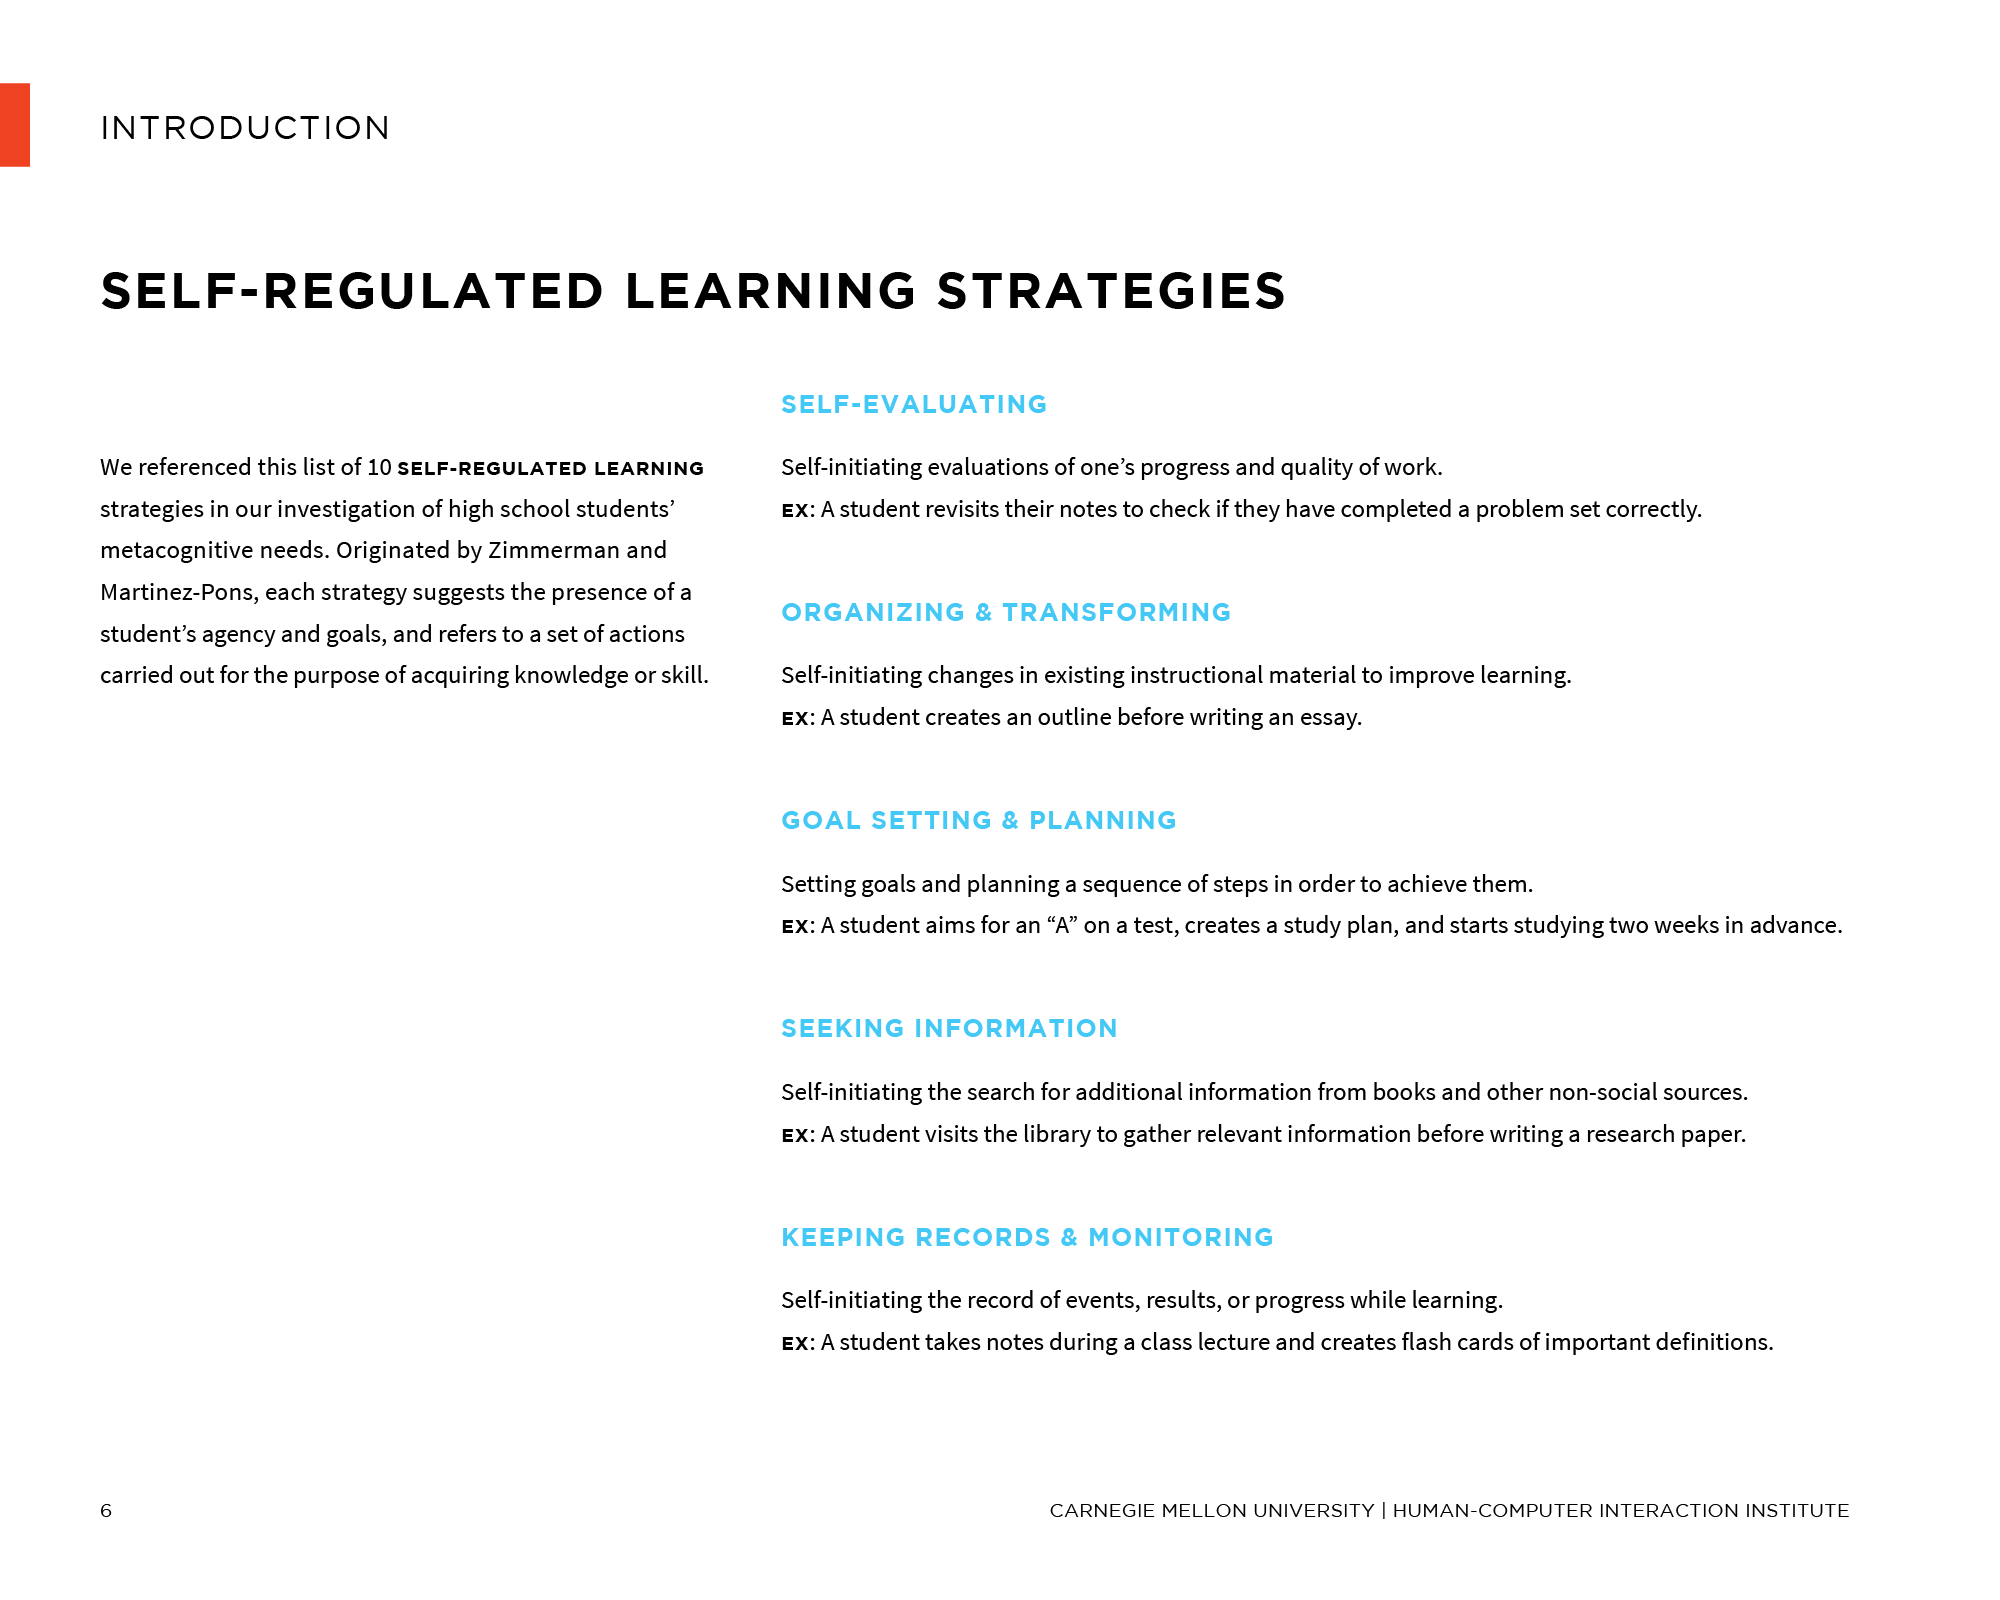 INTRODUCTION
SELF-REGULATED LEARNING STRATEGIES
We referenced this list of 10 SELF-REGULATED LEARNING
strategies in our investigation of high school students’
metacognitive needs. Originated by Zimmerman and
Martinez-Pons, each strategy suggests the presence of a
student’s agency and goals, and refers to a set of actions
carried out for the purpose of acquiring knowledge or skill.
SELF-EVALUATING
Self-initiating evaluations of one’s progress and quality of work.
EX: A student revisits their notes to check if they have completed a problem set correctly.
ORGANIZING & TRANSFORMING
Self-initiating changes in existing instructional material to improve learning.
EX: A student creates an outline before writing an essay.
GOAL SETTING & PLANNING
Setting goals and planning a sequence of steps in order to achieve them.
EX: A student aims for an “A” on a test, creates a study plan, and starts studying two weeks in advance.
SEEKING INFORMATION
Self-initiating the search for additional information from books and other non-social sources.
EX: A student visits the library to gather relevant information before writing a research paper.
KEEPING RECORDS & MONITORING
Self-initiating the record of events, results, or progress while learning.
EX: A student takes notes during a class lecture and creates flash cards of important definitions.
6
CARNEGIE MELLON UNIVERSITY | HUMAN-COMPUTER INTERACTION INSTITUTE